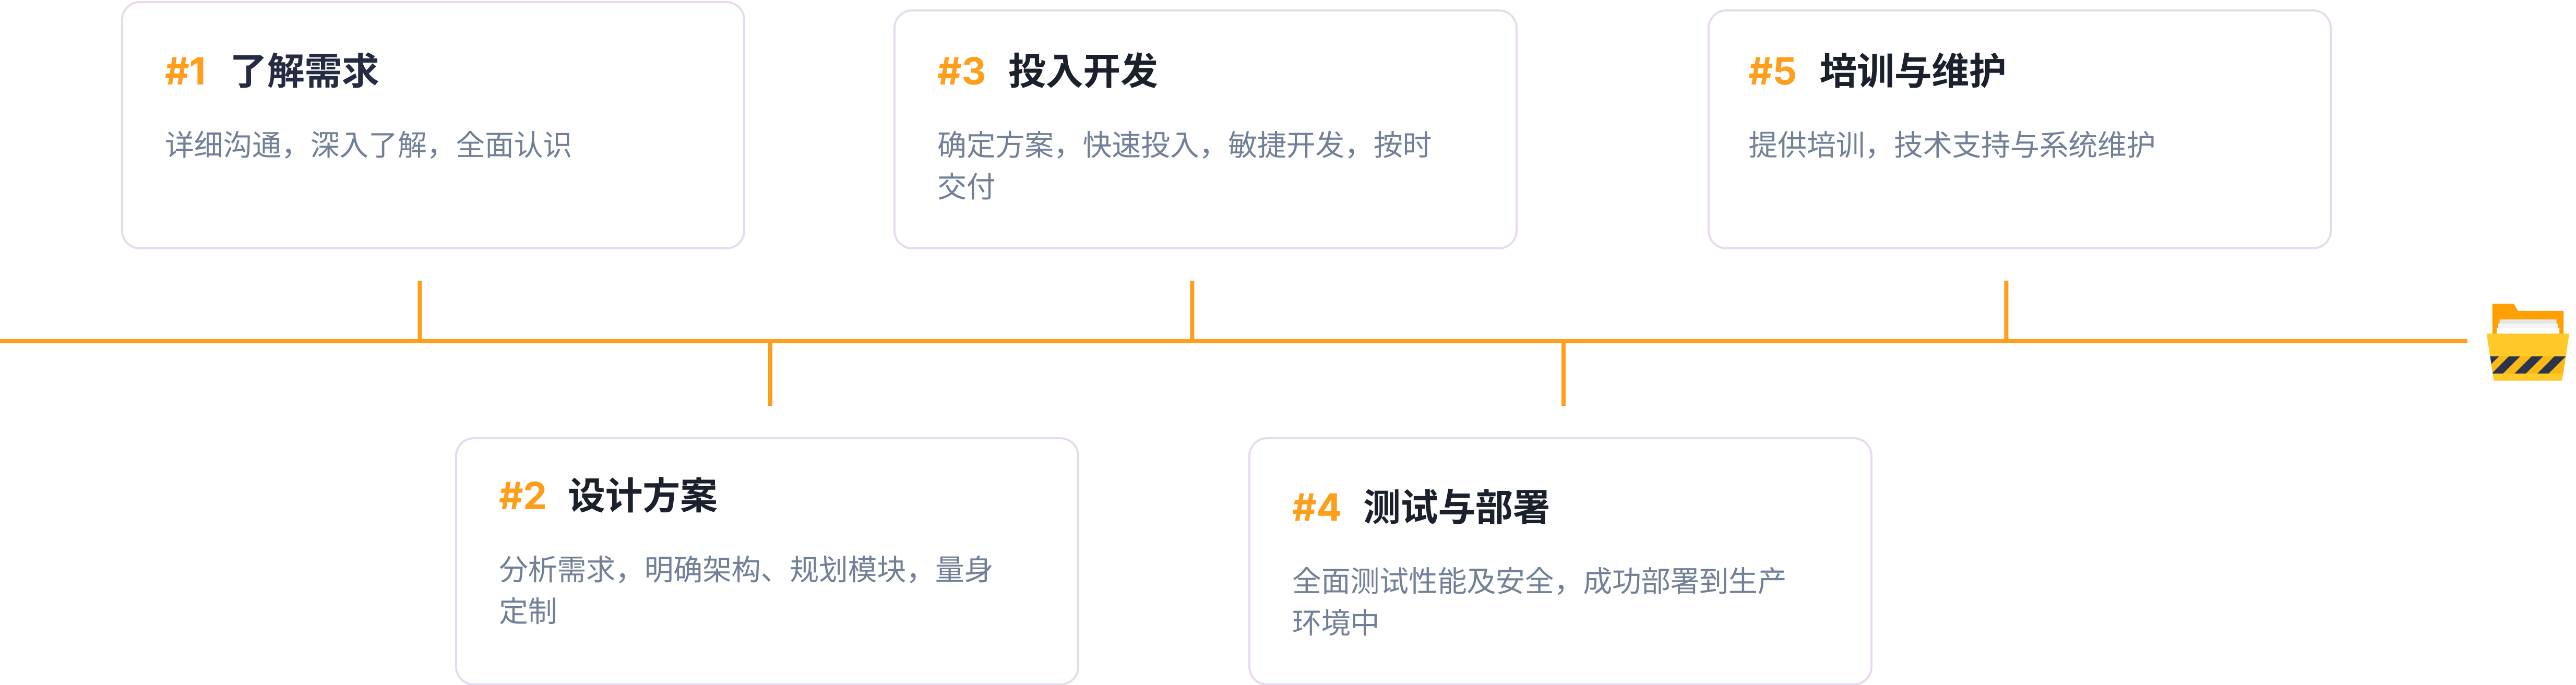 #1 了解需求
详细沟通，深入了解，全面认识
#2 设计方案
分析需求，明确架构、规划模块，量身
定制
#3 投入开发
确定方案，快速投入，敏捷开发，按时
交付
#4 测试与部署
全面测试性能及安全，成功部署到生产
环境中
#5 培训与维护
提供培训，技术支持与系统维护